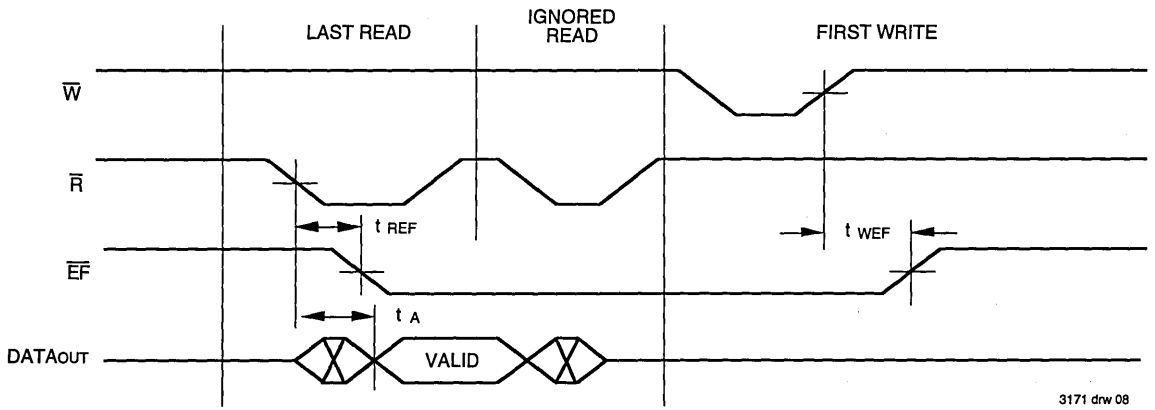 LAST READ
IGNORED
READ
FIRST WRITE
W
R
t REF
t WEF
EF
t A
DATAOUT
VALID
3171 drw 08